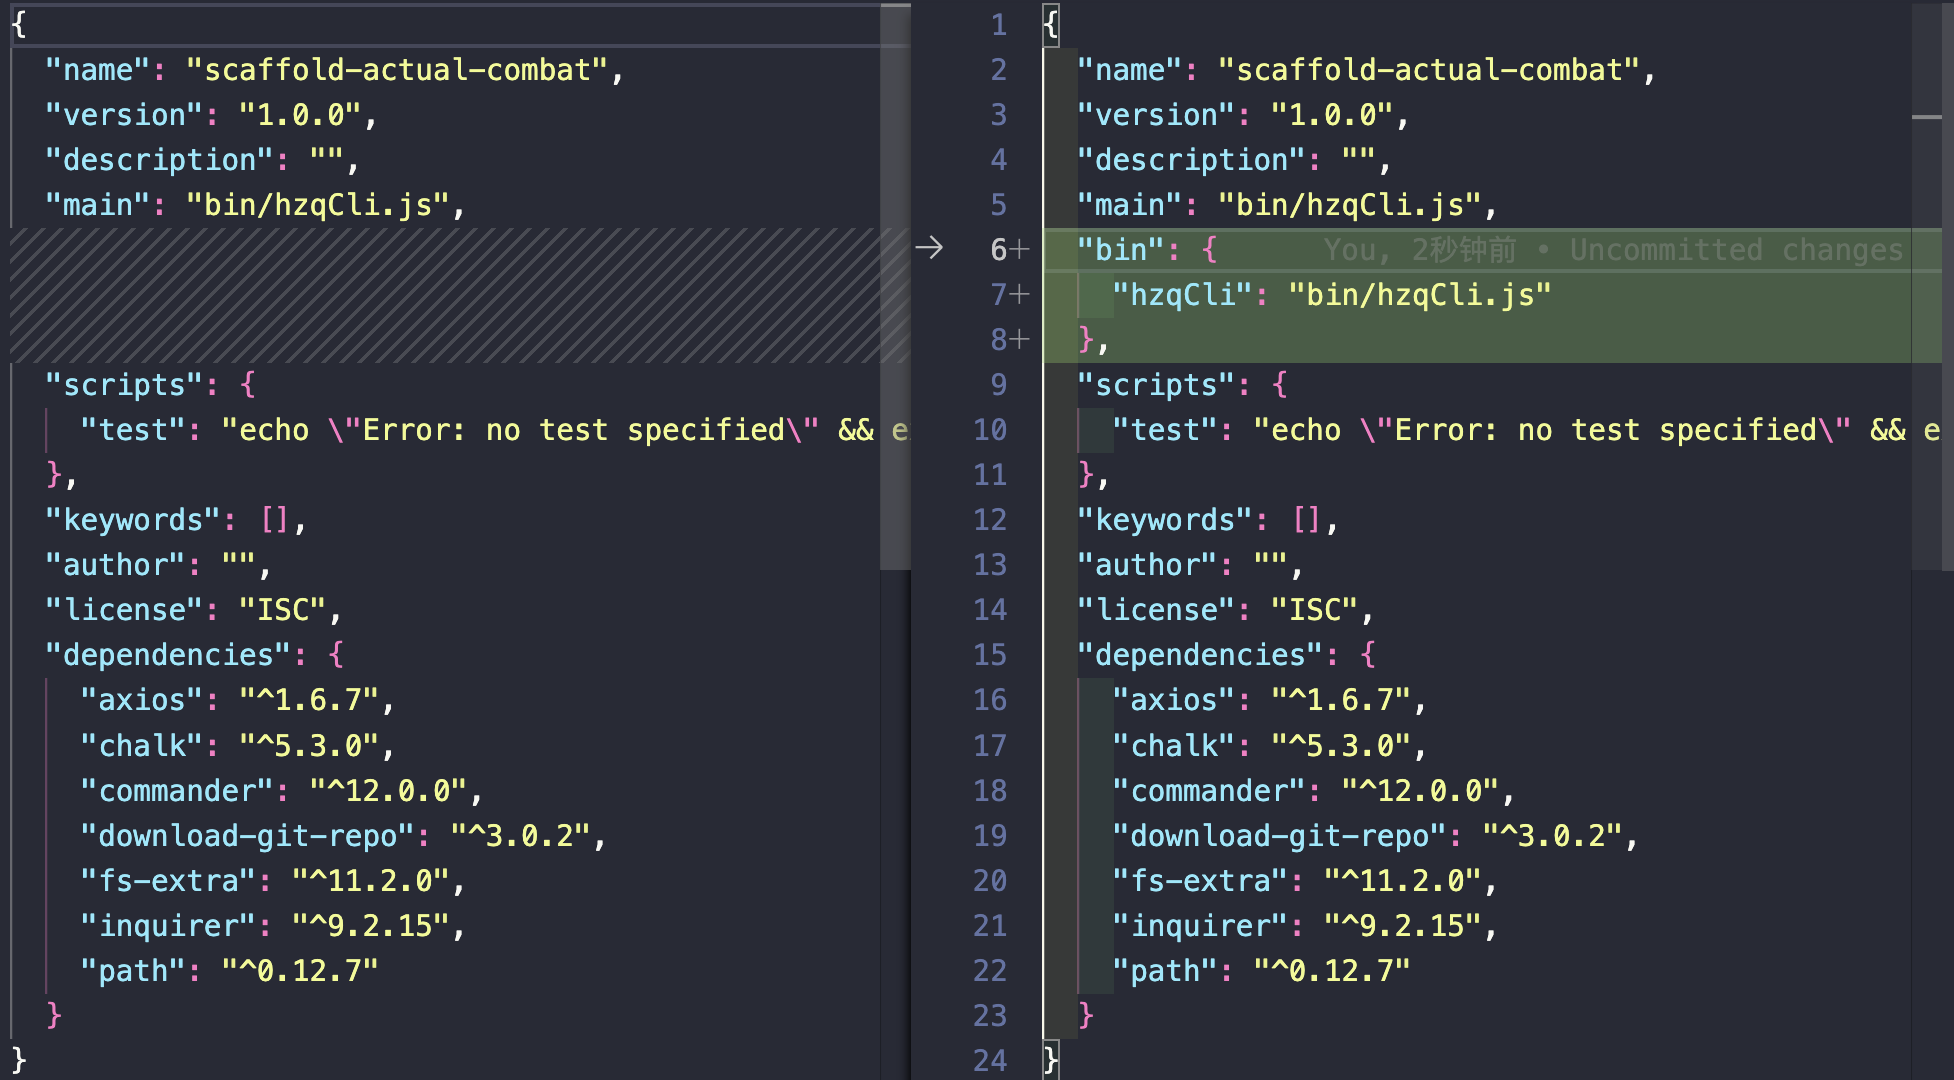 {
  "name": "scaffold-actual-combat",
  "version": "1.0.0",
  "description": "",
  "main": "bin/hzqCli.js",
  "scripts": {
    "test": "echo \"Error: no test specified\" && e
  },
  "keywords": [],
  "author": "",
  "license": "ISC",
  "dependencies": {
    "axios": "^1.6.7",
    "chalk": "^5.3.0",
    "commander": "^12.0.0",
    "download-git-repo": "^3.0.2",
    "fs-extra": "^11.2.0",
    "inquirer": "^9.2.15",
    "path": "^0.12.7"
  }
}
1 {
2   "name": "scaffold-actual-combat",
3   "version": "1.0.0",
4   "description": "",
5   "main": "bin/hzqCli.js",
→ 6+   "bin": {      You, 2秒钟前 • Uncommitted changes
7+     "hzqCli": "bin/hzqCli.js"
8+   },
9   "scripts": {
10     "test": "echo \"Error: no test specified\" && e
11   },
12   "keywords": [],
13   "author": "",
14   "license": "ISC",
15   "dependencies": {
16     "axios": "^1.6.7",
17     "chalk": "^5.3.0",
18     "commander": "^12.0.0",
19     "download-git-repo": "^3.0.2",
20     "fs-extra": "^11.2.0",
21     "inquirer": "^9.2.15",
22     "path": "^0.12.7"
23   }
24 }